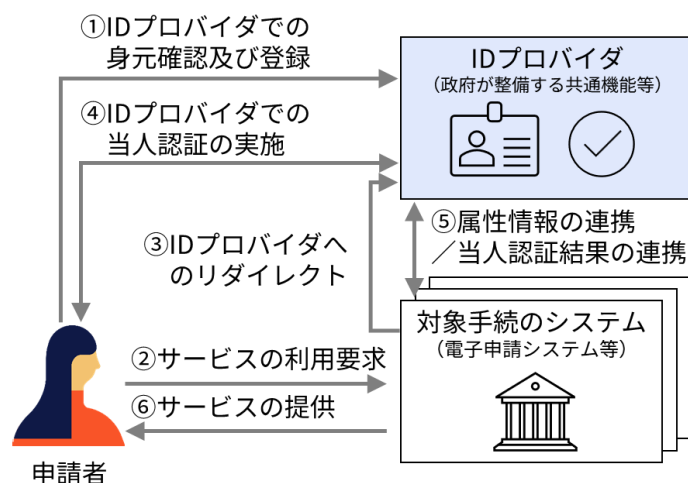 ①IDプロバイダでの
身元確認及び登録
IDプロバイダ
（政府が整備する共通機能等）
④IDプロバイダでの
当人認証の実施
③IDプロバイダへ
のリダイレクト
⑤属性情報の連携
／当人認証結果の連携
対象手続のシステム
（電子申請システム等）
②サービスの利用要求
⑥サービスの提供
申請者